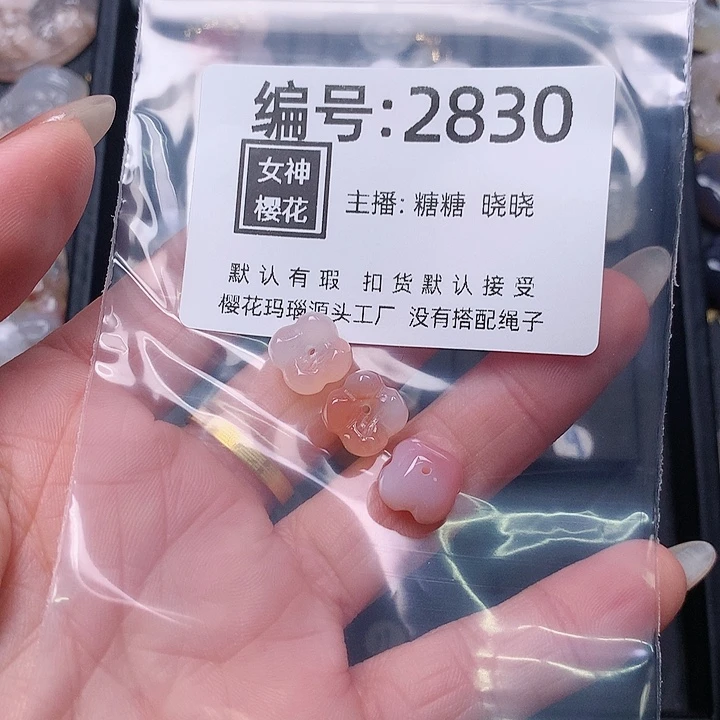 编号:2830
女神
樱花
主播: 糖糖 晓晓
默认有瑕 扣货默认接受
樱花玛瑙源头工厂 没有搭配绳子